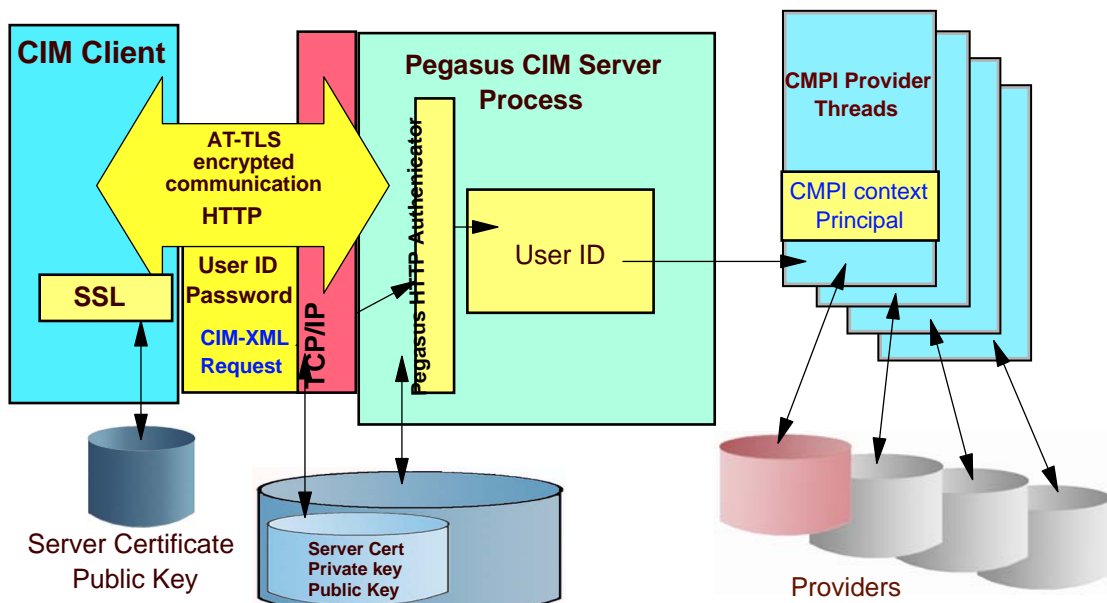 CIM Client
AT-TLS
encrypted
communication
HTTP
SSL
User ID
Password
CIM-XML
Request
TCP/IP
Pegasus CIM Server
Process
Pegasus HTTP Authenicator
User ID
CMPI Provider
Threads
CMPI context
Principal
Server Certificate
Public Key
Server Cert
Private key
Public Key
Providers